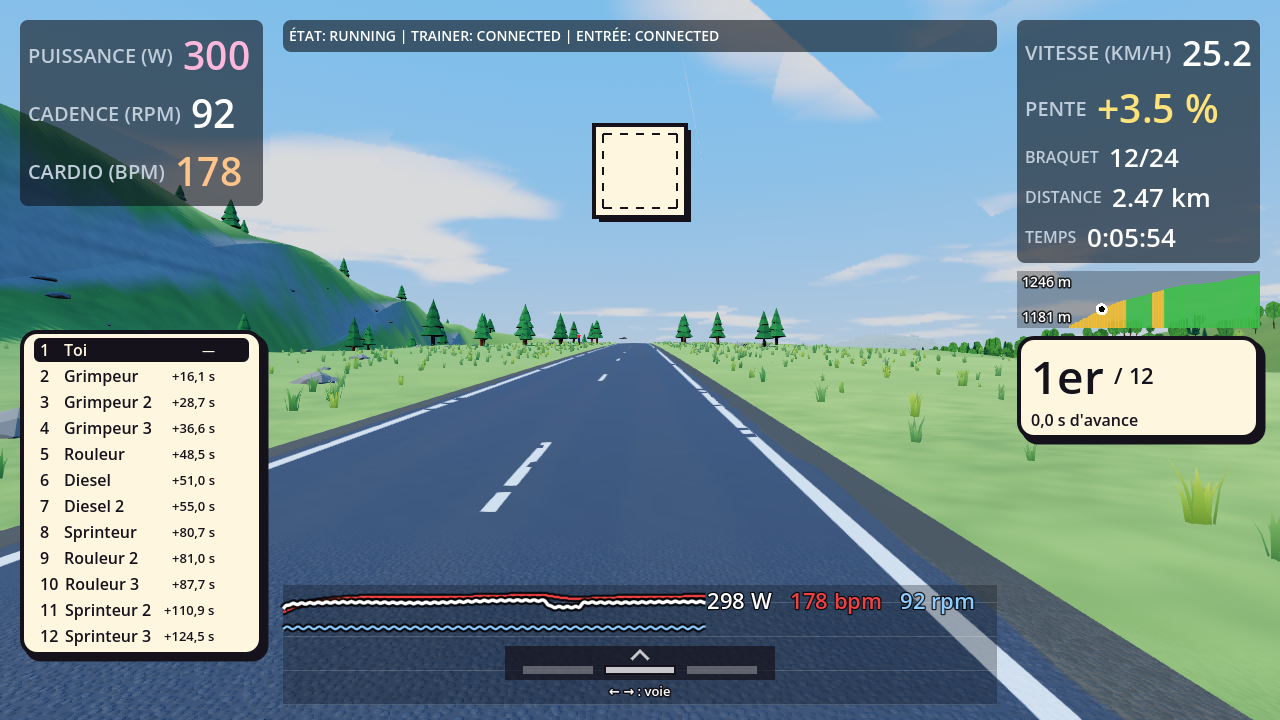 PUISSANCE (W) 300
CADENCE (RPM) 92
CARDIO (BPM) 178
ÉTAT: RUNNING | TRAINER: CONNECTED | ENTRÉE: CONNECTED
VITESSE (KM/H) 25.2
PENTE +3.5 %
BRAQUET 12/24
DISTANCE 2.47 km
TEMPS 0:05:54
1246 m
1181 m
1er / 12
0,0 s d'avance
1 Toi —
2 Grimpeur +16,1 s
3 Grimpeur 2 +28,7 s
4 Grimpeur 3 +36,6 s
5 Rouleur +48,5 s
6 Diesel +51,0 s
7 Diesel 2 +55,0 s
8 Sprinteur +80,7 s
9 Rouleur 2 +81,0 s
10 Rouleur 3 +87,7 s
11 Sprinteur 2 +110,9 s
12 Sprinteur 3 +124,5 s
298 W 178 bpm 92 rpm
← → : voie